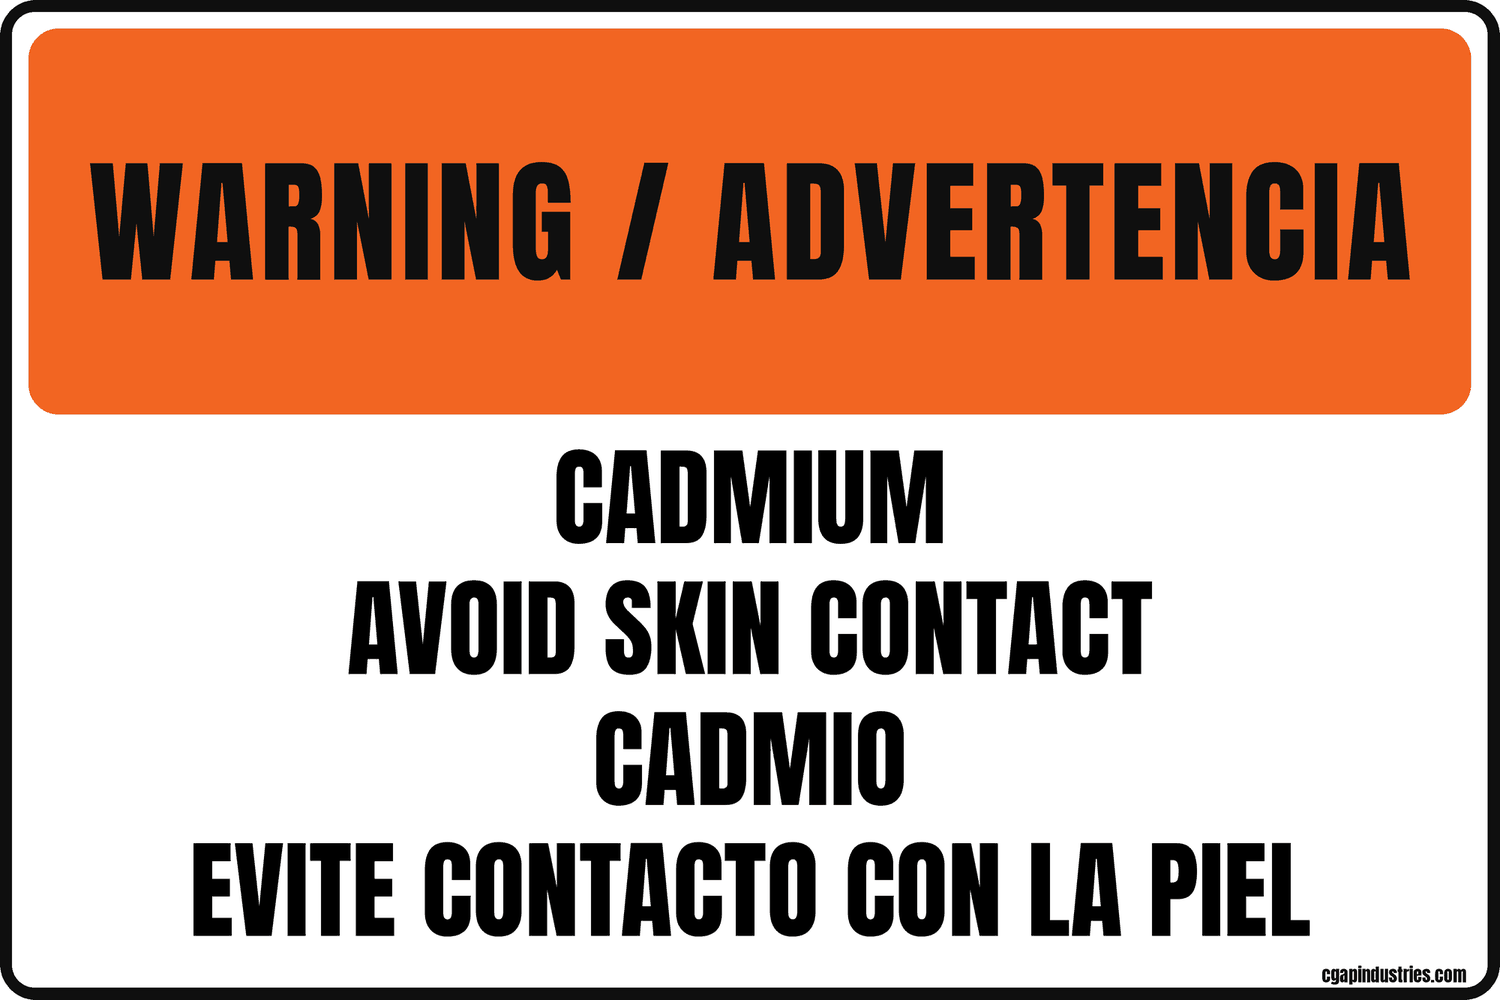 WARNING / ADVERTENCIA
CADMIUM
AVOID SKIN CONTACT
CADMIO
EVITE CONTACTO CON LA PIEL
cgapindustries.com